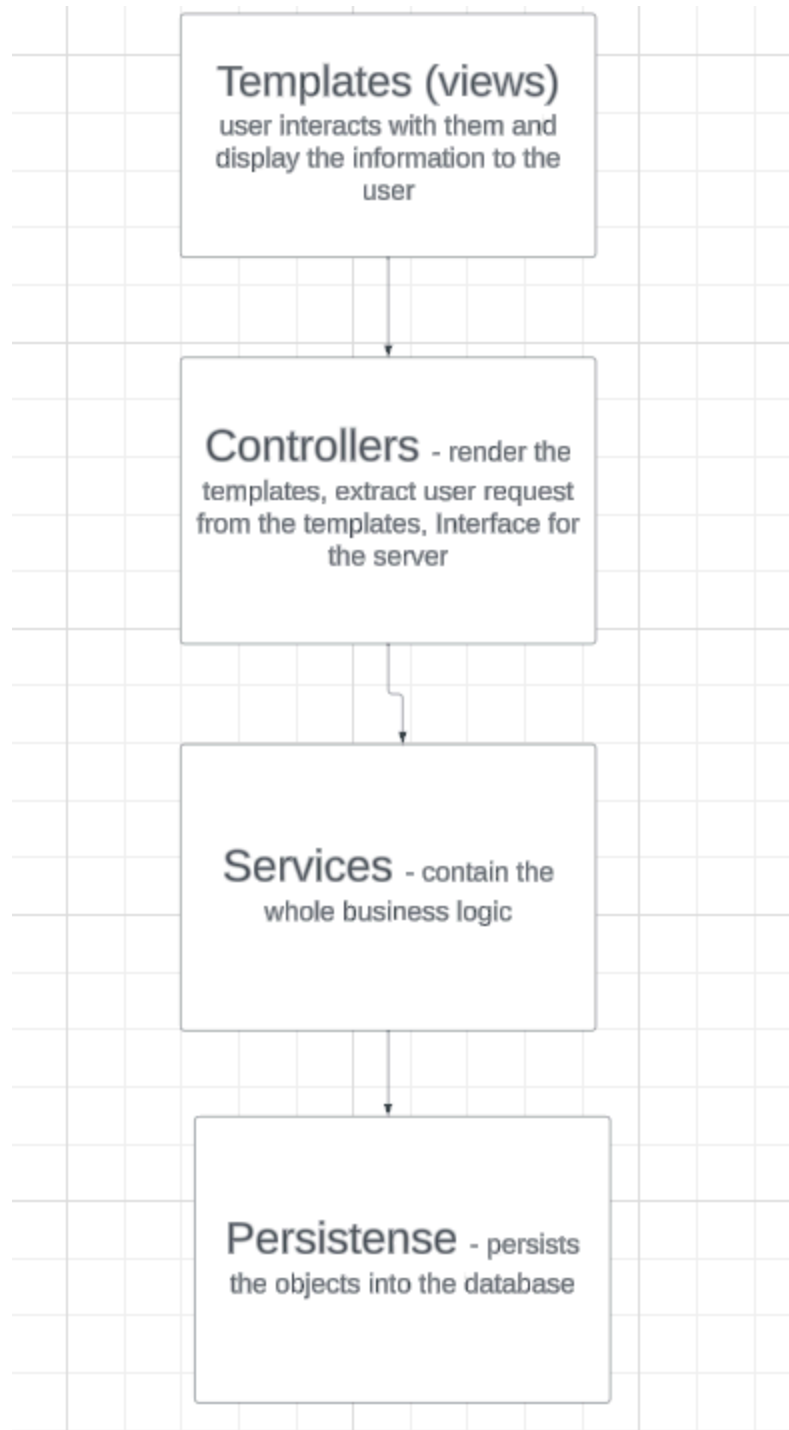 Templates (views)
user interacts with them and
display the information to the
user
Controllers - render the
templates, extract user request
from the templates, Interface for
the server
Services - contain the
whole business logic
Persistense - persists
the objects into the database